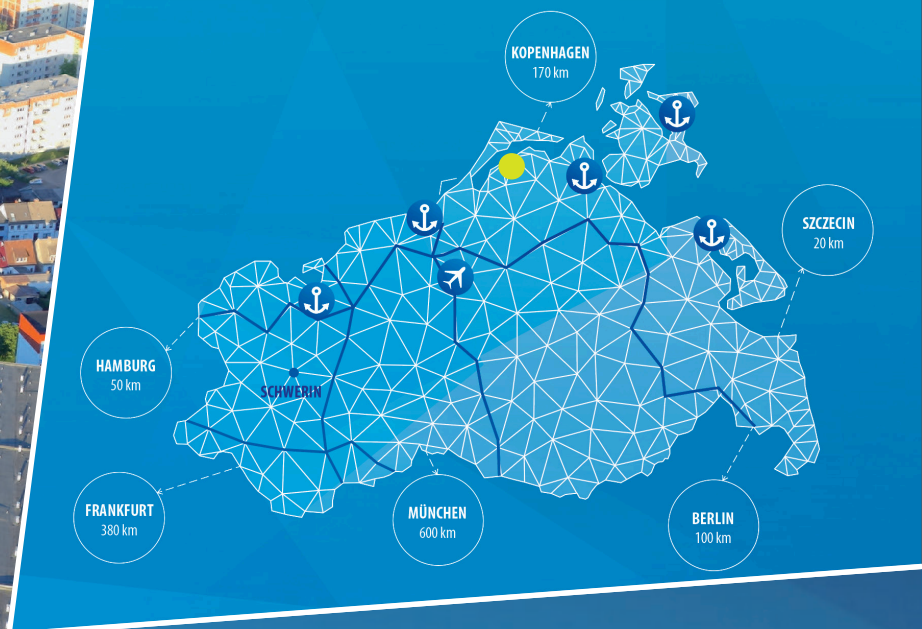 KOPENHAGEN
170 km
SZCZECIN
20 km
HAMBURG
50 km
SCHWERIN
FRANKFURT
380 km
MÜNCHEN
600 km
BERLIN
100 km